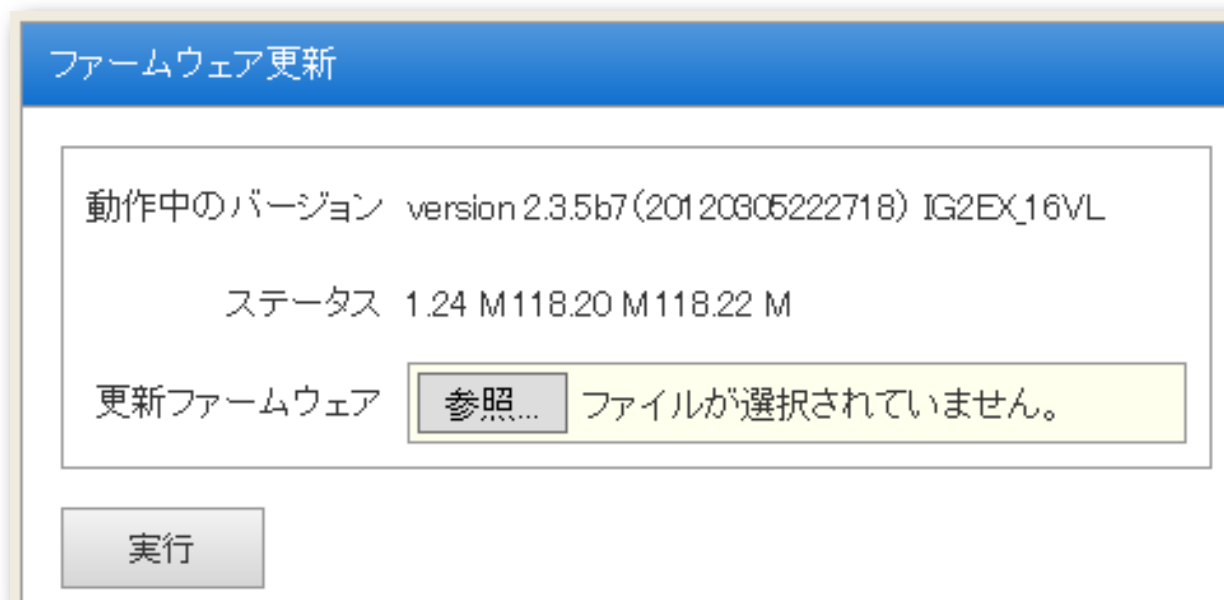 ファームウェア更新
動作中のバージョン version 2.3.5b7(20120305222718) IG2EX_16VL
ステータス 1.24 M118.20 M118.22 M
更新ファームウェア 参照... ファイルが選択されていません。
実行